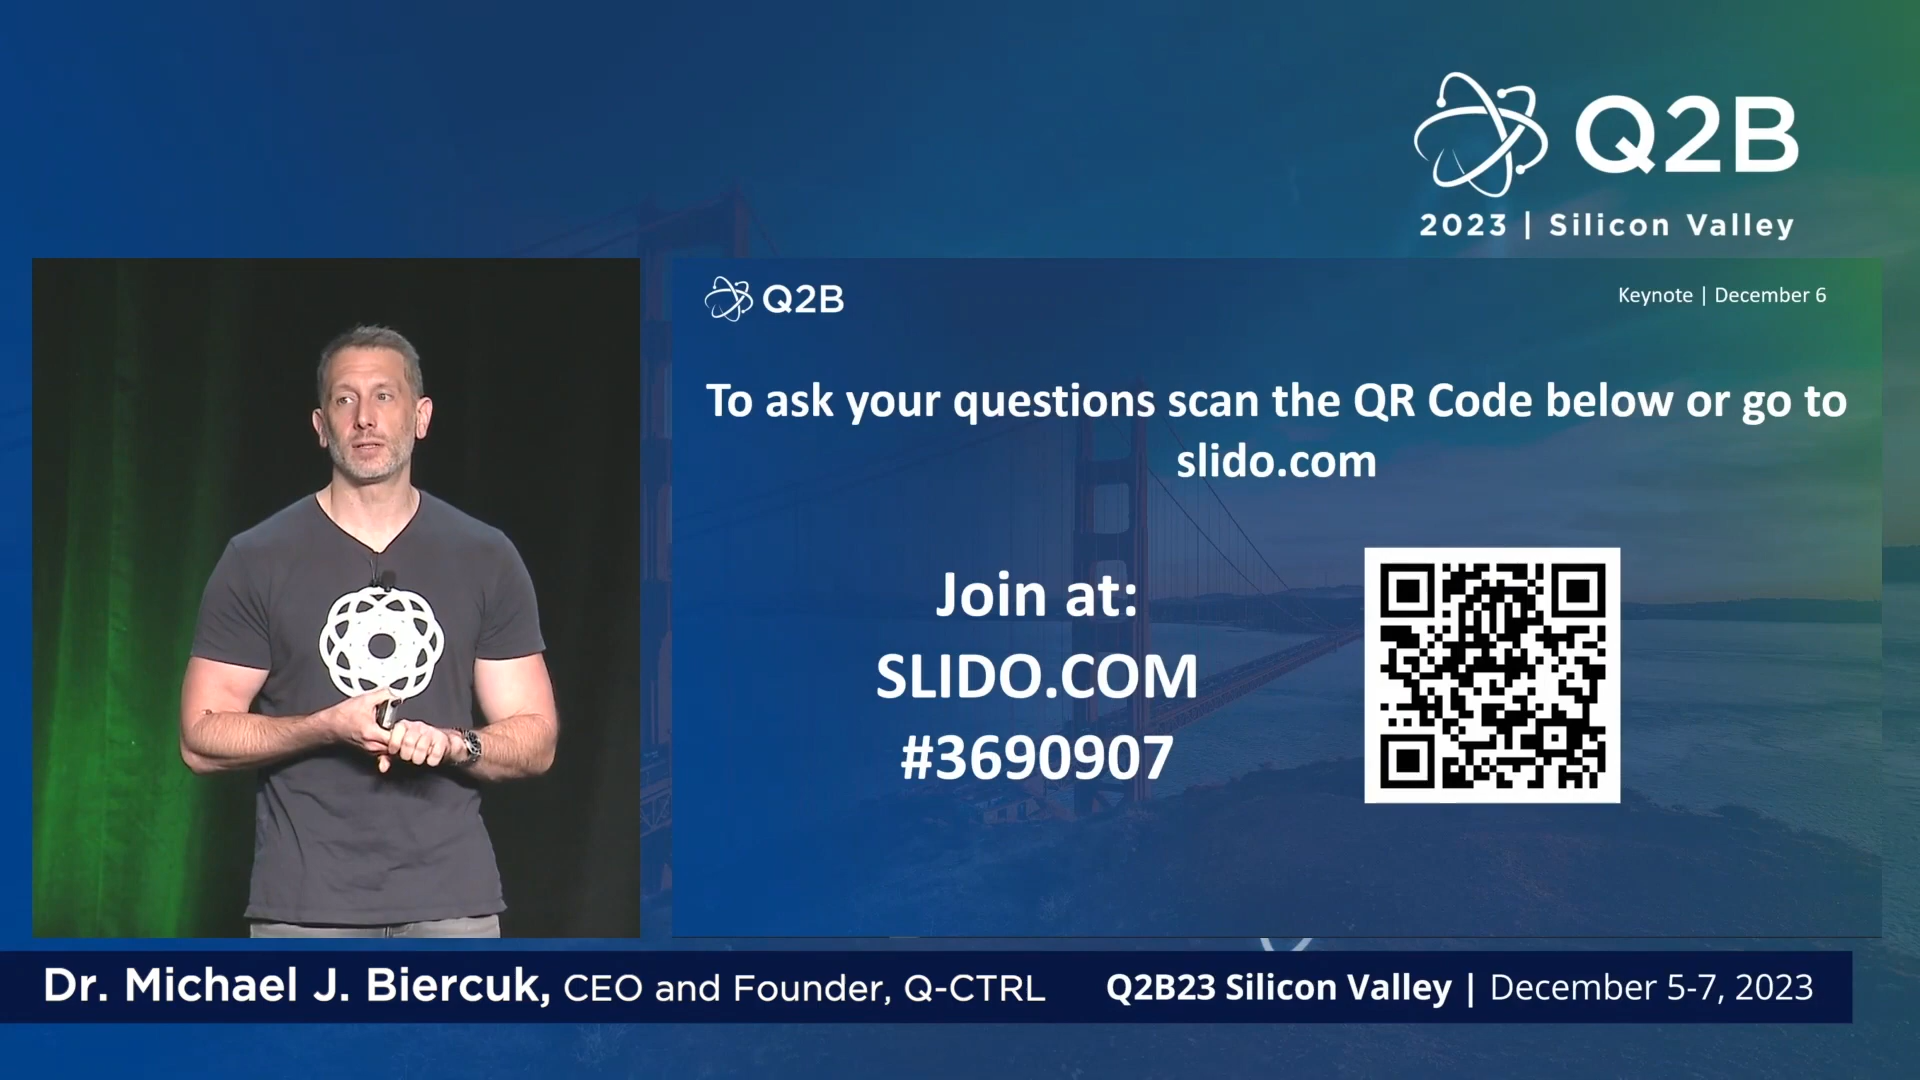 Q2B
2023 | Silicon Valley
Q2B
Keynote | December 6
To ask your questions scan the QR Code below or go to
slido.com
Join at:
SLIDO.COM
#3690907
Dr. Michael J. Biercuk, CEO and Founder, Q-CTRL
Q2B23 Silicon Valley | December 5-7, 2023